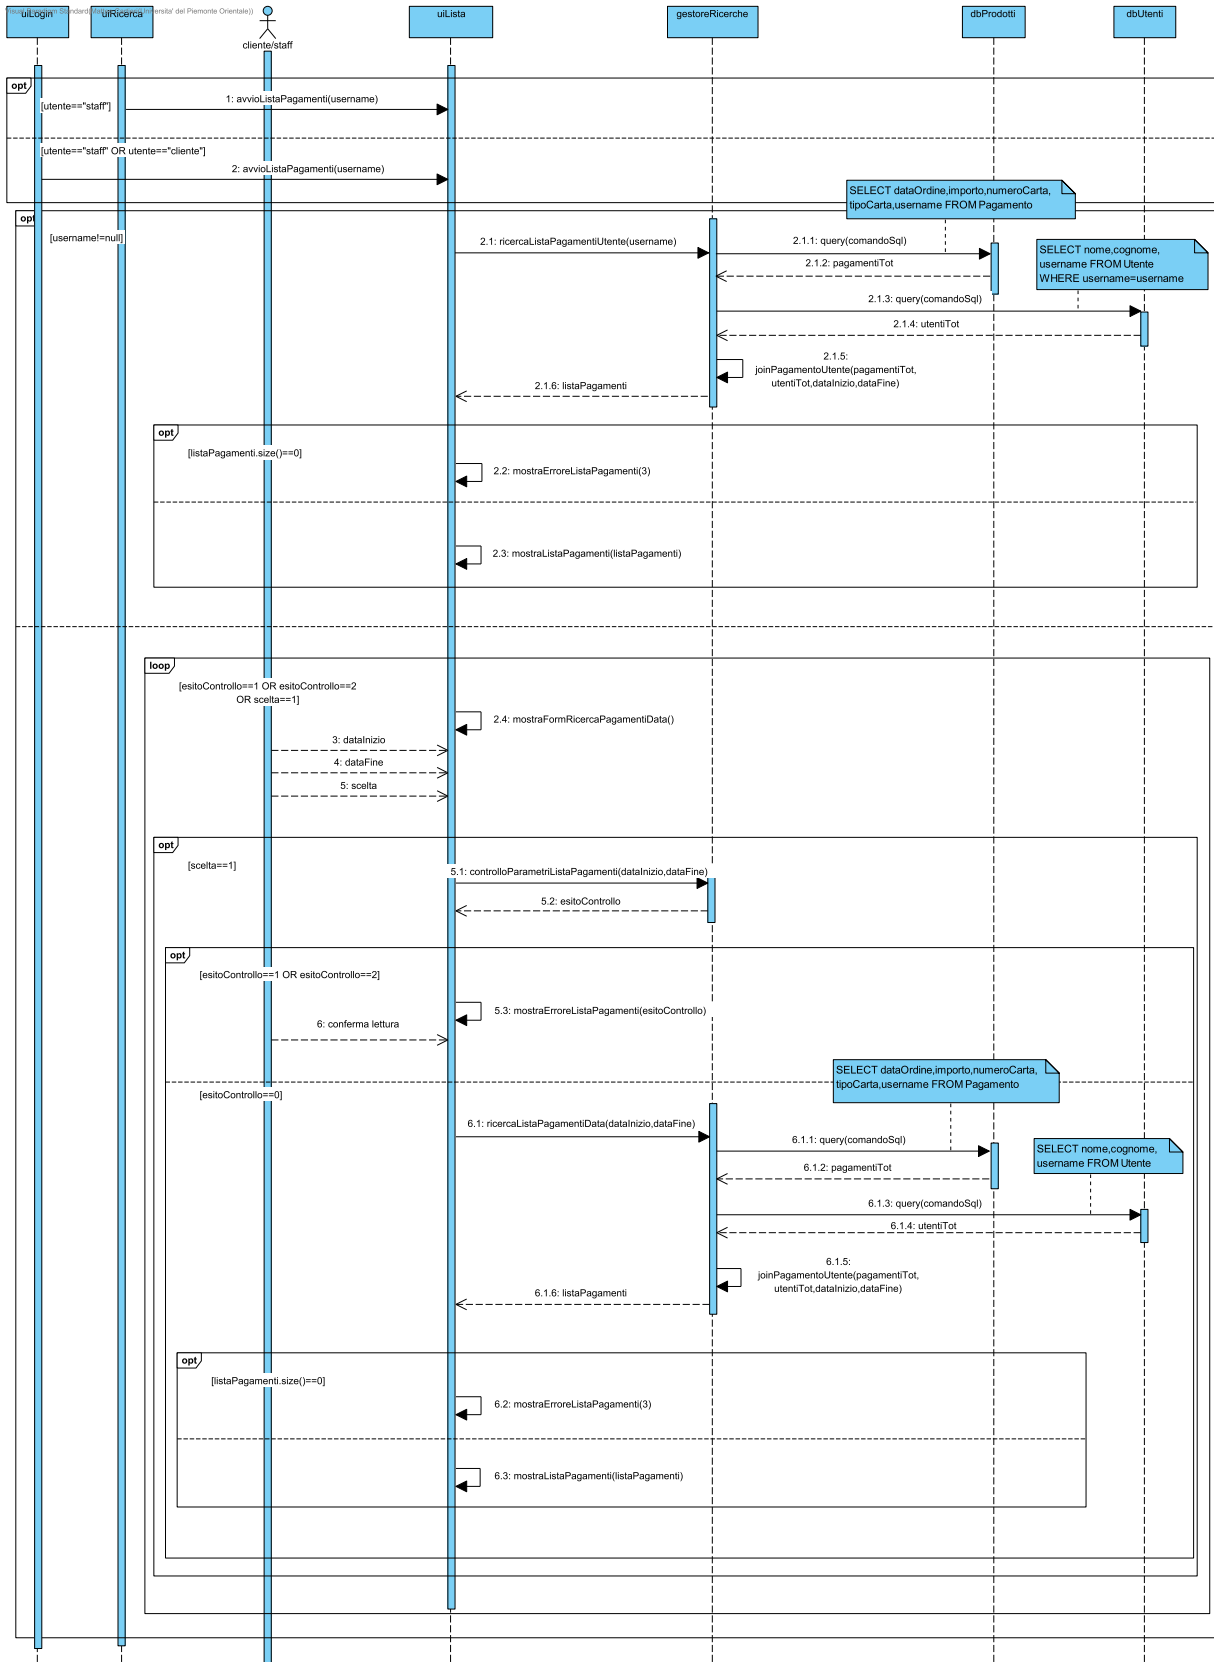 uiLogin
uiRicerca
cliente/staff
uiLista
gestoreRicerche
dbProdotti
dbUtenti
opt
[utente=="staff"]
1: avvioListaPagamenti(username)
[utente=="staff" OR utente=="cliente"]
2: avvioListaPagamenti(username)
SELECT dataOrdine,importo,numeroCarta,
tipoCarta,username FROM Pagamento
opt
[username!=null]
2.1: ricercaListaPagamentiUtente(username)
2.1.1: query(comandoSql)
SELECT nome,cognome,
username FROM Utente
WHERE username=username
2.1.2: pagamentiTot
2.1.3: query(comandoSql)
2.1.4: utentiTot
2.1.5:
joinPagamentoUtente(pagamentiTot,
utentiTot,dataInizio,dataFine)
2.1.6: listaPagamenti
opt
[listaPagamenti.size()==0]
2.2: mostraErroreListaPagamenti(3)
2.3: mostraListaPagamenti(listaPagamenti)
loop
[esitoControllo==1 OR esitoControllo==2
OR scelta==1]
2.4: mostraFormRicercaPagamentiData()
3: dataInizio
4: dataFine
5: scelta
opt
[scelta==1]
5.1: controlloParametriListaPagamenti(dataInizio,dataFine)
5.2: esitoControllo
opt
[esitoControllo==1 OR esitoControllo==2]
5.3: mostraErroreListaPagamenti(esitoControllo)
6: conferma lettura
SELECT dataOrdine,importo,numeroCarta,
tipoCarta,username FROM Pagamento
[esitoControllo==0]
6.1: ricercaListaPagamentiData(dataInizio,dataFine)
6.1.1: query(comandoSql)
SELECT nome,cognome,
username FROM Utente
6.1.2: pagamentiTot
6.1.3: query(comandoSql)
6.1.4: utentiTot
6.1.5:
joinPagamentoUtente(pagamentiTot,
utentiTot,dataInizio,dataFine)
6.1.6: listaPagamenti
opt
[listaPagamenti.size()==0]
6.2: mostraErroreListaPagamenti(3)
6.3: mostraListaPagamenti(listaPagamenti)